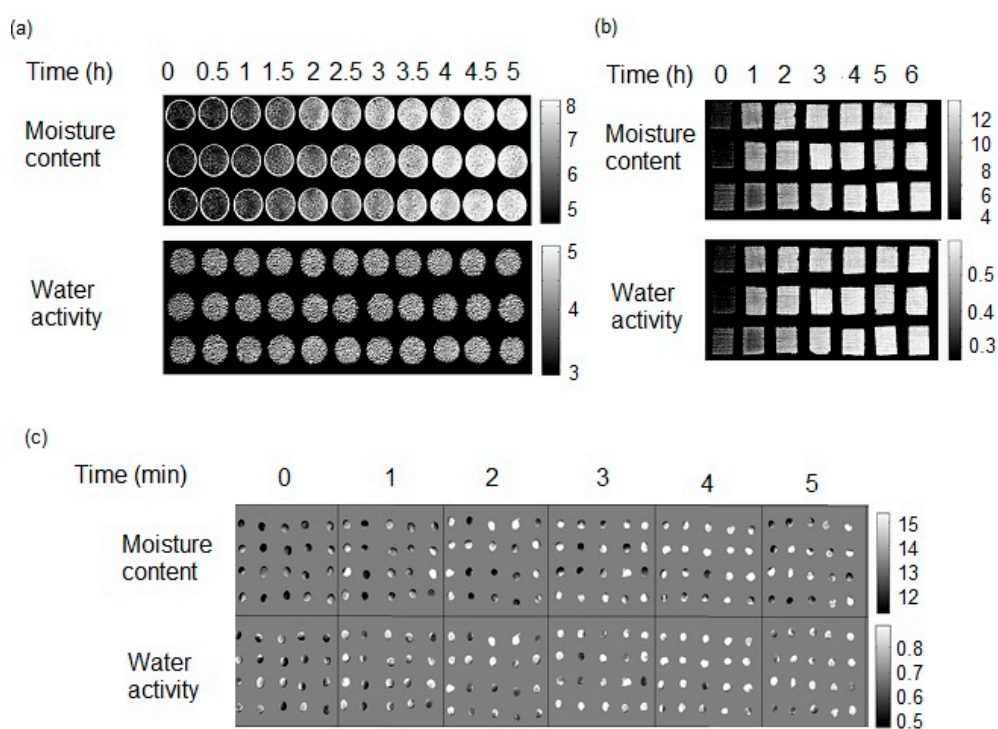 (a)
Time (h) 0 0.5 1 1.5 2 2.5 3 3.5 4 4.5 5
Moisture
content
8
7
6
5
Water
activity
5
4
3
(b)
Time (h) 0 1 2 3 4 5 6
Moisture
content
12
10
8
6
4
Water
activity
0.5
0.4
0.3
(c)
Time (min) 0 1 2 3 4 5
Moisture
content
15
14
13
12
Water
activity
0.8
0.7
0.6
0.5